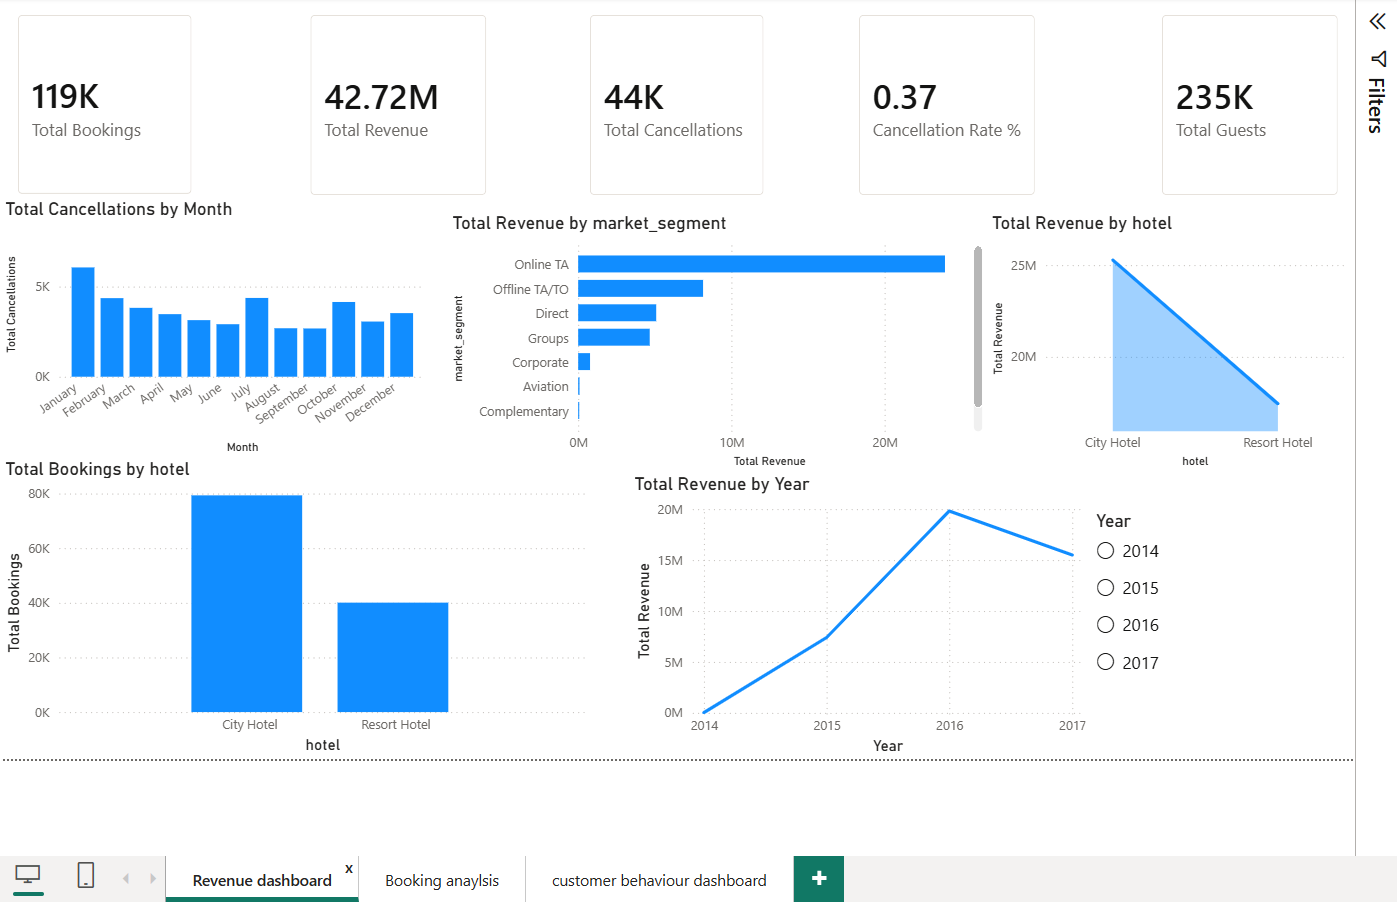 119K
Total Bookings
42.72M
Total Revenue
44K
Total Cancellations
0.37
Cancellation Rate %
235K
Total Guests
Filters
Total Cancellations by Month
Total Cancellations
5K
0K
January
February
March
April
May
June
July
August
September
October
November
December
Month
Total Revenue by market_segment
market_segment
Online TA
Offline TA/TO
Direct
Groups
Corporate
Aviation
Complementary
0M
10M
20M
Total Revenue
Total Revenue by hotel
Total Revenue
25M
20M
City Hotel
Resort Hotel
hotel
Total Bookings by hotel
Total Bookings
80K
60K
40K
20K
0K
City Hotel
Resort Hotel
hotel
Total Revenue by Year
Total Revenue
20M
15M
10M
5M
0M
2014
2015
2016
2017
Year
Year
2014
2015
2016
2017
Revenue dashboard
x
Booking anaylsis
customer behaviour dashboard
+